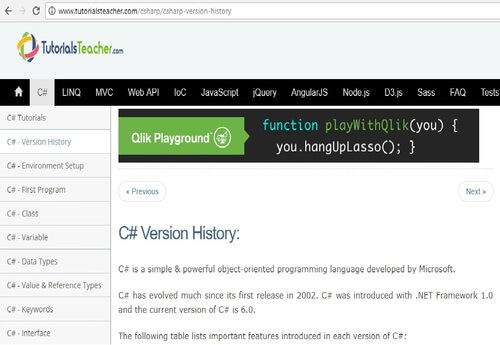 www.tutorialsteacher.com/csharp/csharp-version-history
TutorialsTeacher.com
C# LINQ MVC Web API IoC JavaScript jQuery AngularJS Node.js D3.js Sass FAQ Tests
C# Tutorials
C# - Version History
C# - Environment Setup
C# - First Program
C# - Class
C# - Variable
C# - Data Types
C# - Value & Reference Types
C# - Keywords
C# - Interface
Qlik Playground™
function playWithQlik(you) {
you.hangUpLasso(); }
« Previous
Next »
C# Version History:
C# is a simple & powerful object-oriented programming language developed by Microsoft.
C# has evolved much since its first release in 2002. C# was introduced with .NET Framework 1.0
and the current version of C# is 6.0.
The following table lists important features introduced in each version of C#: